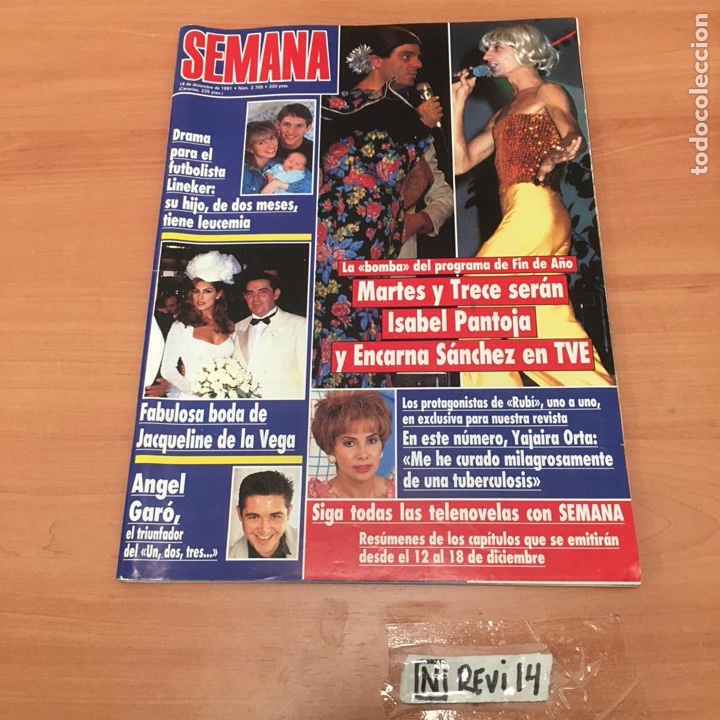 SEMANA
18 de diciembre de 1991 • Núm. 2.705 • 200 ptas.
(Canarias, 225 ptas.)
Drama
para el
futbolista
Lineker:
su hijo, de dos meses,
tiene leucemia
Fabulosa boda de
Jacqueline de la Vega
Angel
Garó,
el triunfador
del «Un, dos, tres...»
La «bomba» del programa de Fin de Año
Martes y Trece serán
Isabel Pantoja
y Encarna Sánchez en TVE
Los protagonistas de «Rubí», uno a uno,
en exclusiva para nuestra revista
En este número, Yajaira Orta:
«Me he curado milagrosamente
de una tuberculosis»
Siga todas las telenovelas con SEMANA
Resúmenes de los capítulos que se emitirán
desde el 12 al 18 de diciembre
Ñ REVi 14
todocoleccion